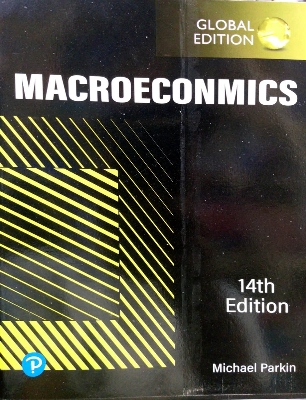 GLOBAL
EDITION
MACROECONMICS
14th
Edition
P
Michael Parkin